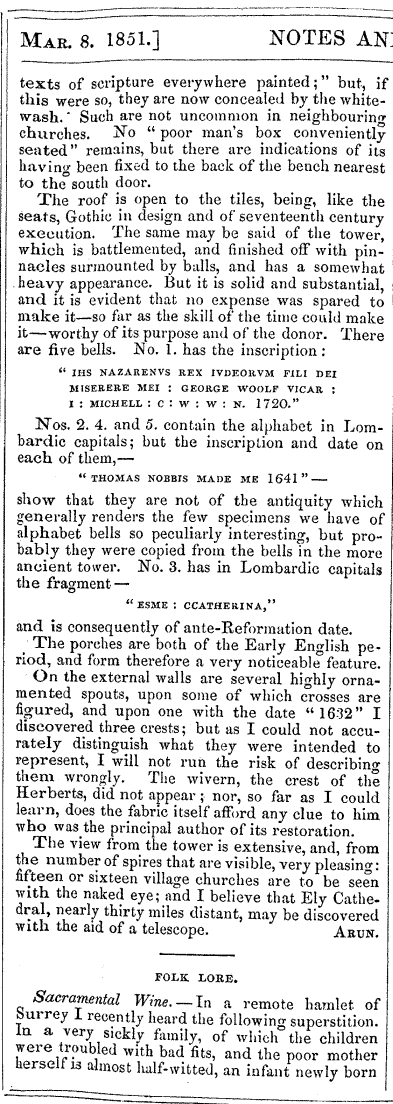 MAR. 8. 1851.] NOTES AN
texts of scripture everywhere painted;" but, if
this were so, they are now concealed by the white-
wash. Such are not uncommon in neighbouring
churches. No "poor man's box conveniently
seated" remains, but there are indications of its
having been fixed to the back of the bench nearest
to the south door.
The roof is open to the tiles, being, like the
seats, Gothic in design and of seventeenth century
execution. The same may be said of the tower,
which is battlemented, and finished off with pin-
nacles surmounted by balls, and has a somewhat
heavy appearance. But it is solid and substantial,
and it is evident that no expense was spared to
make it—so far as the skill of the time could make
it—worthy of its purpose and of the donor. There
are five bells. No. 1. has the inscription:
"IHS NAZARENVS REX IVDEORVM FILI DEI
MISERERE MEI : GEORGE WOOLF VICAR :
I : MICHELL : C : W : W : N. 1720."
Nos. 2. 4. and 5. contain the alphabet in Lom-
bardic capitals; but the inscription and date on
each of them,—
"THOMAS NOBBIS MADE ME 1641"—
show that they are not of the antiquity which
generally renders the few specimens we have of
alphabet bells so peculiarly interesting, but pro-
bably they were copied from the bells in the more
ancient tower. No. 3. has in Lombardic capitals
the fragment—
"ESME : CCATHERINA,"
and is consequently of ante-Reformation date.
The porches are both of the Early English pe-
riod, and form therefore a very noticeable feature.
On the external walls are several highly orna-
mented spouts, upon some of which crosses are
figured, and upon one with the date "1632" I
discovered three crests; but as I could not accu-
rately distinguish what they were intended to
represent, I will not run the risk of describing
them wrongly. The wivern, the crest of the
Herberts, did not appear; nor, so far as I could
learn, does the fabric itself afford any clue to him
who was the principal author of its restoration.
The view from the tower is extensive, and, from
the number of spires that are visible, very pleasing:
fifteen or sixteen village churches are to be seen
with the naked eye; and I believe that Ely Cathe-
dral, nearly thirty miles distant, may be discovered
with the aid of a telescope. ARUN.
FOLK LORE.
Sacramental Wine.—In a remote hamlet of
Surrey I recently heard the following superstition.
In a very sickly family, of which the children
were troubled with bad fits, and the poor mother
herself is almost half-witted, an infant newly born